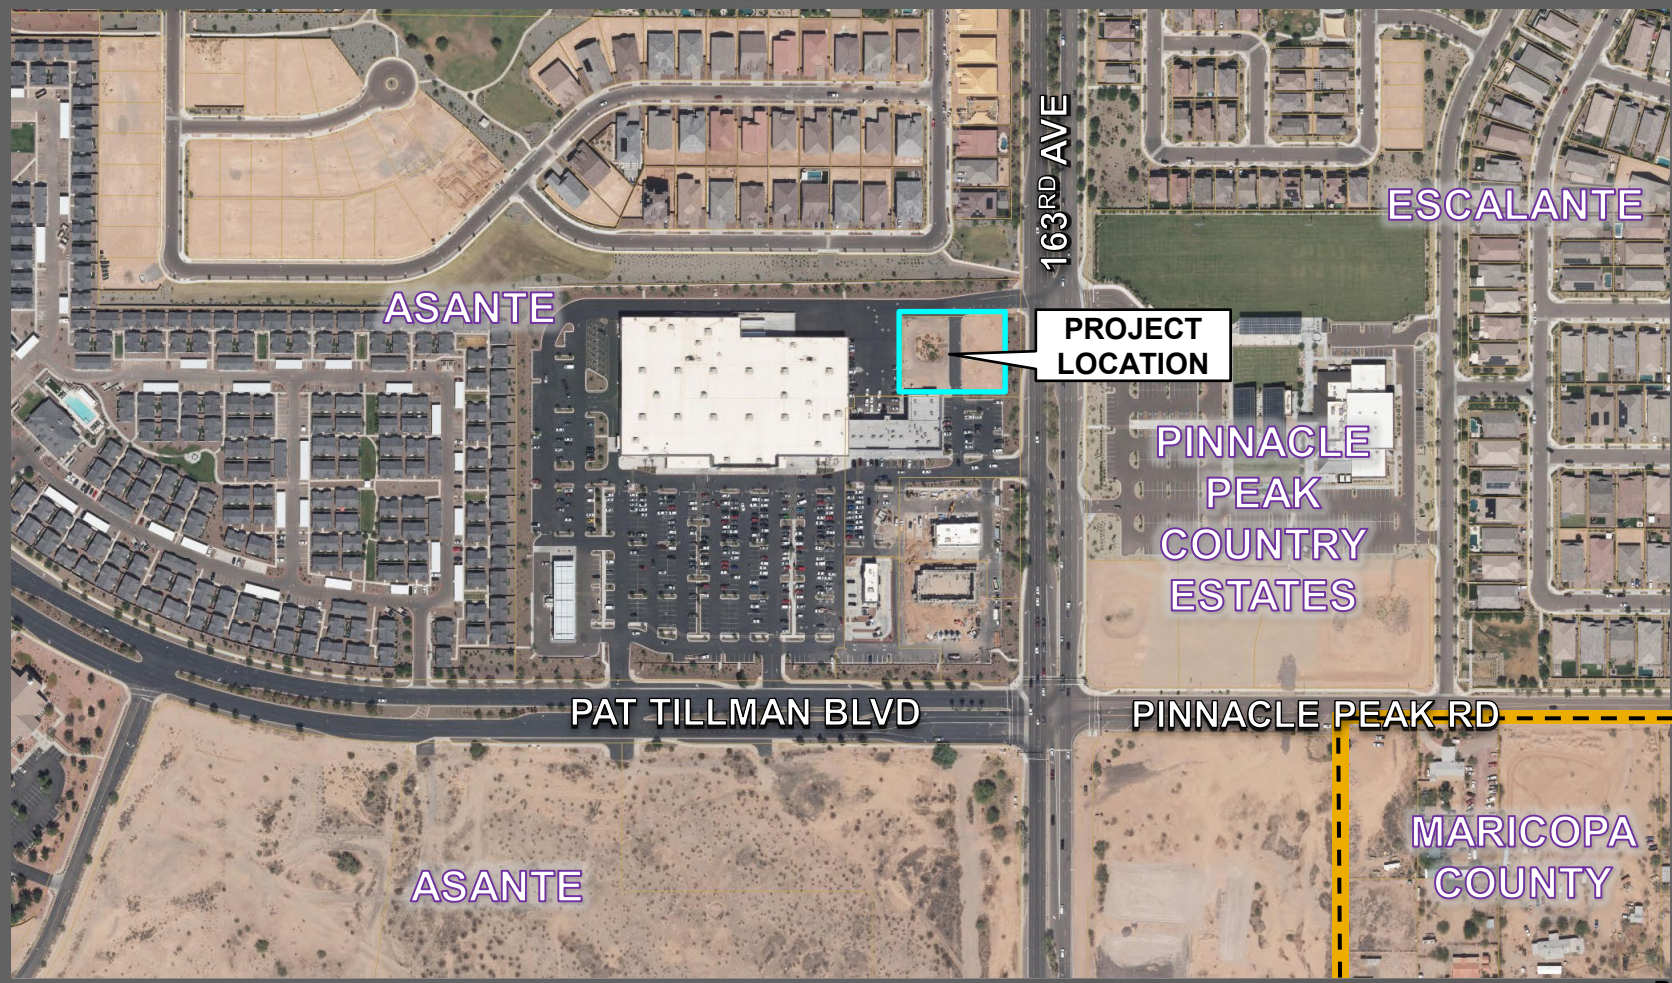 163RD AVE
ESCALANTE
ASANTE
PROJECT
LOCATION
PINNACLE
PEAK
COUNTRY
ESTATES
PAT TILLMAN BLVD
PINNACLE PEAK RD
MARICOPA
COUNTY
ASANTE